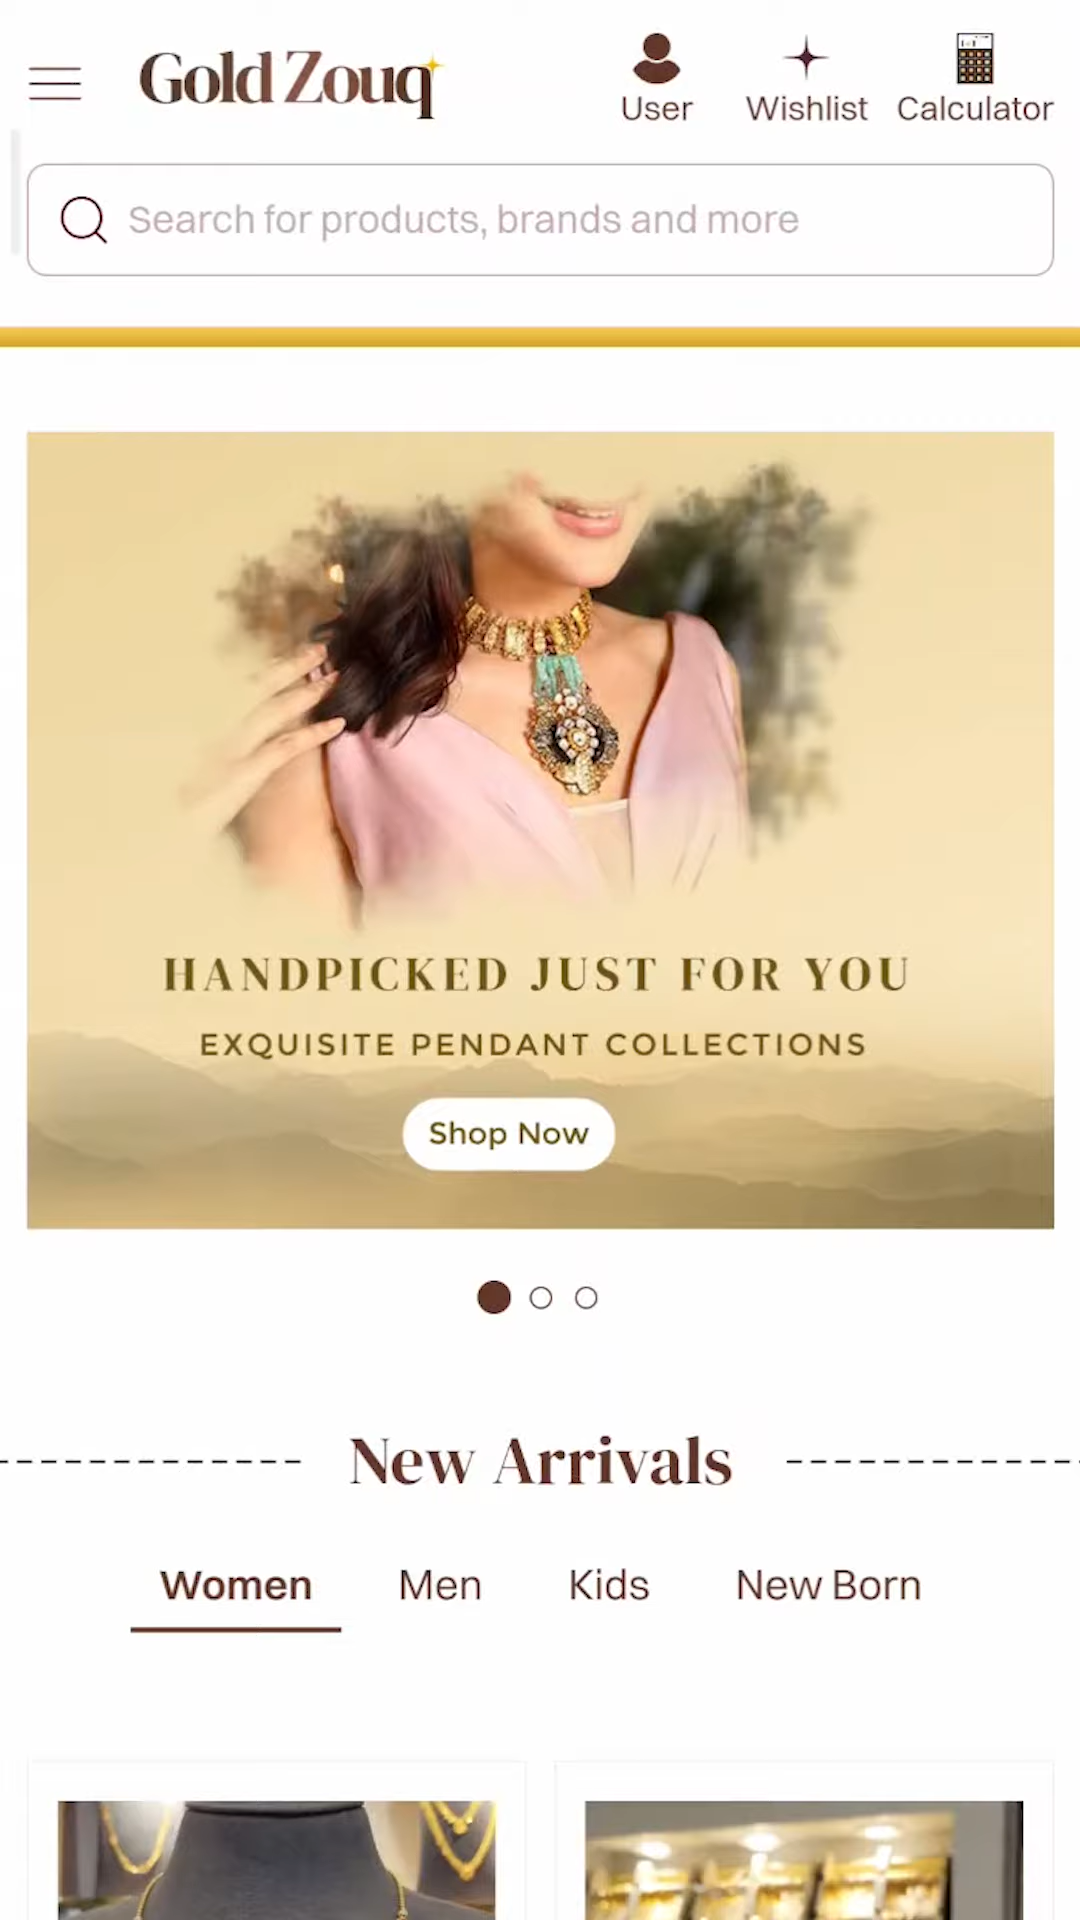 Gold Zouq
User Wishlist Calculator
Search for products, brands and more
HANDPICKED JUST FOR YOU
EXQUISITE PENDANT COLLECTIONS
Shop Now
New Arrivals
Women Men Kids New Born